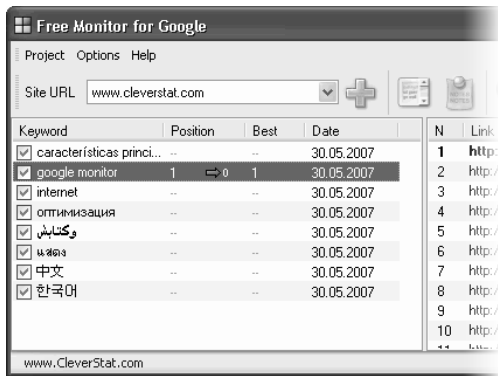 Free Monitor for Google
Project Options Help
Site URL www.cleverstat.com
Keyword Position Best Date N Link
características princi... -- -- 30.05.2007 1 http:
google monitor 1 0 1 30.05.2007 2 http:/
internet -- -- 30.05.2007 3 http:/
оптимизация -- -- 30.05.2007 4 http:/
وكتابش -- -- 30.05.2007 5 http:/
แสดง -- -- 30.05.2007 6 http:/
中文 -- -- 30.05.2007 7 http:/
한국어 -- -- 30.05.2007 8 http:/
9 http:/
10 http:/
www.CleverStat.com